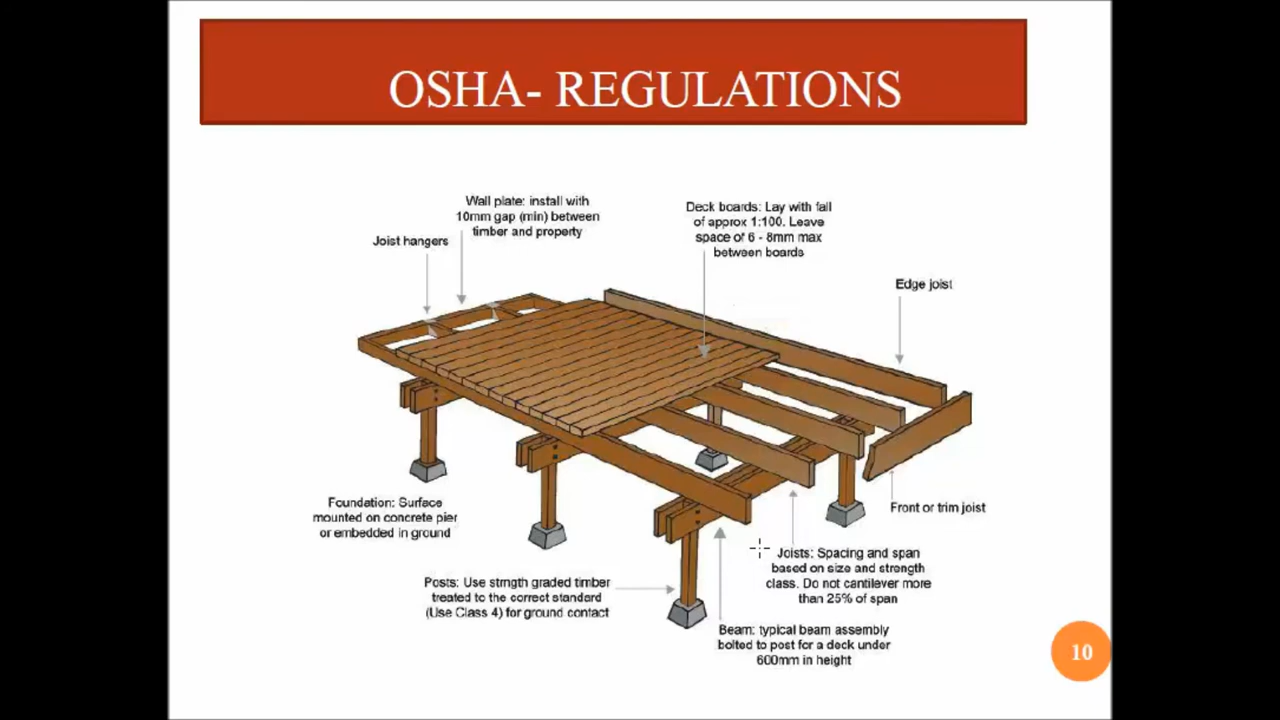 OSHA- REGULATIONS
Wall plate: install with
10mm gap (min) between
timber and property
Joist hangers
Deck boards: Lay with fall
of approx 1:100. Leave
space of 6 - 8mm max
between boards
Edge joist
Foundation: Surface
mounted on concrete pier
or embedded in ground
Front or trim joist
Joists: Spacing and span
based on size and strength
class. Do not cantilever more
than 25% of span
Posts: Use strngth graded timber
treated to the correct standard
(Use Class 4) for ground contact
Beam: typical beam assembly
bolted to post for a deck under
600mm in height
10